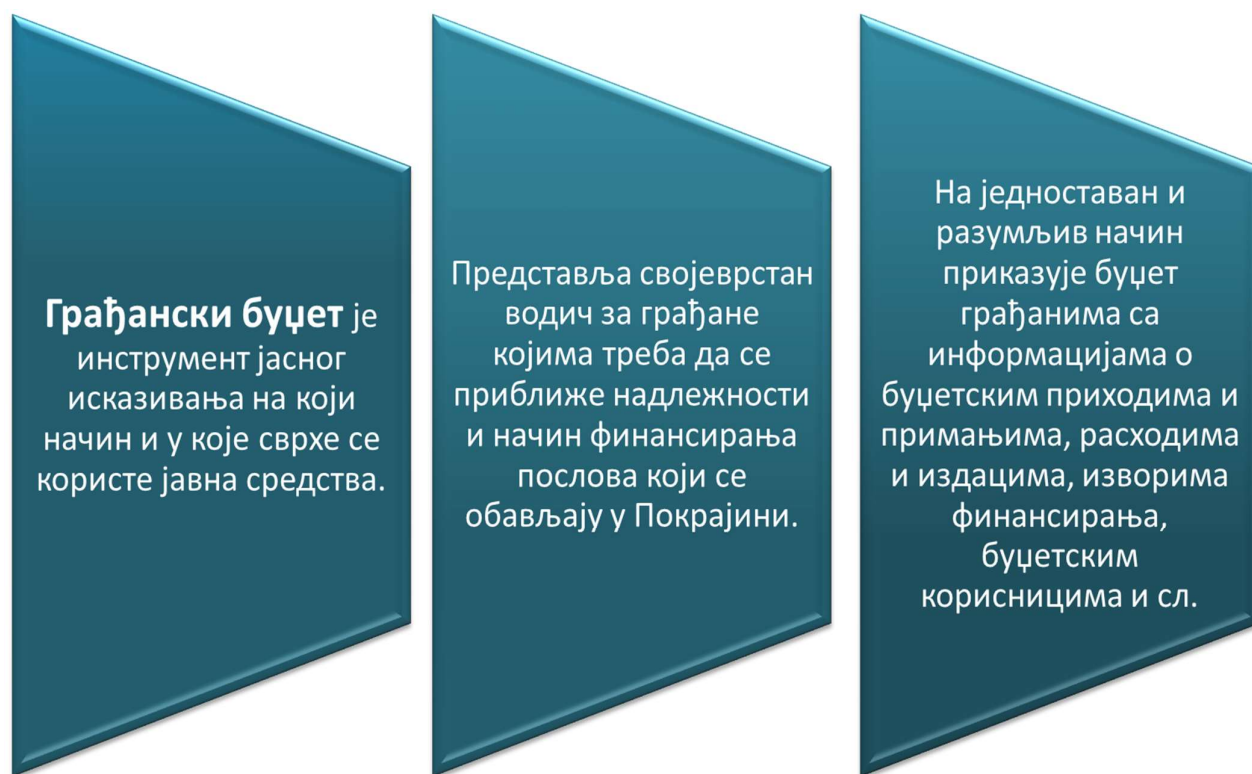 Грађански буџет је
инструмент јасног
исказивања на који
начин и у које сврхе се
користе јавна средства.
Представља својеврстан
водич за грађане
којима треба да се
приближе надлежности
и начин финансирања
послова који се
обављају у Покрајини.
На једноставан и
разумљив начин
приказује буџет
грађанима са
информацијама о
буџетским приходима и
примањима, расходима
и издацима, изворима
финансирања,
буџетским
корисницима и сл.